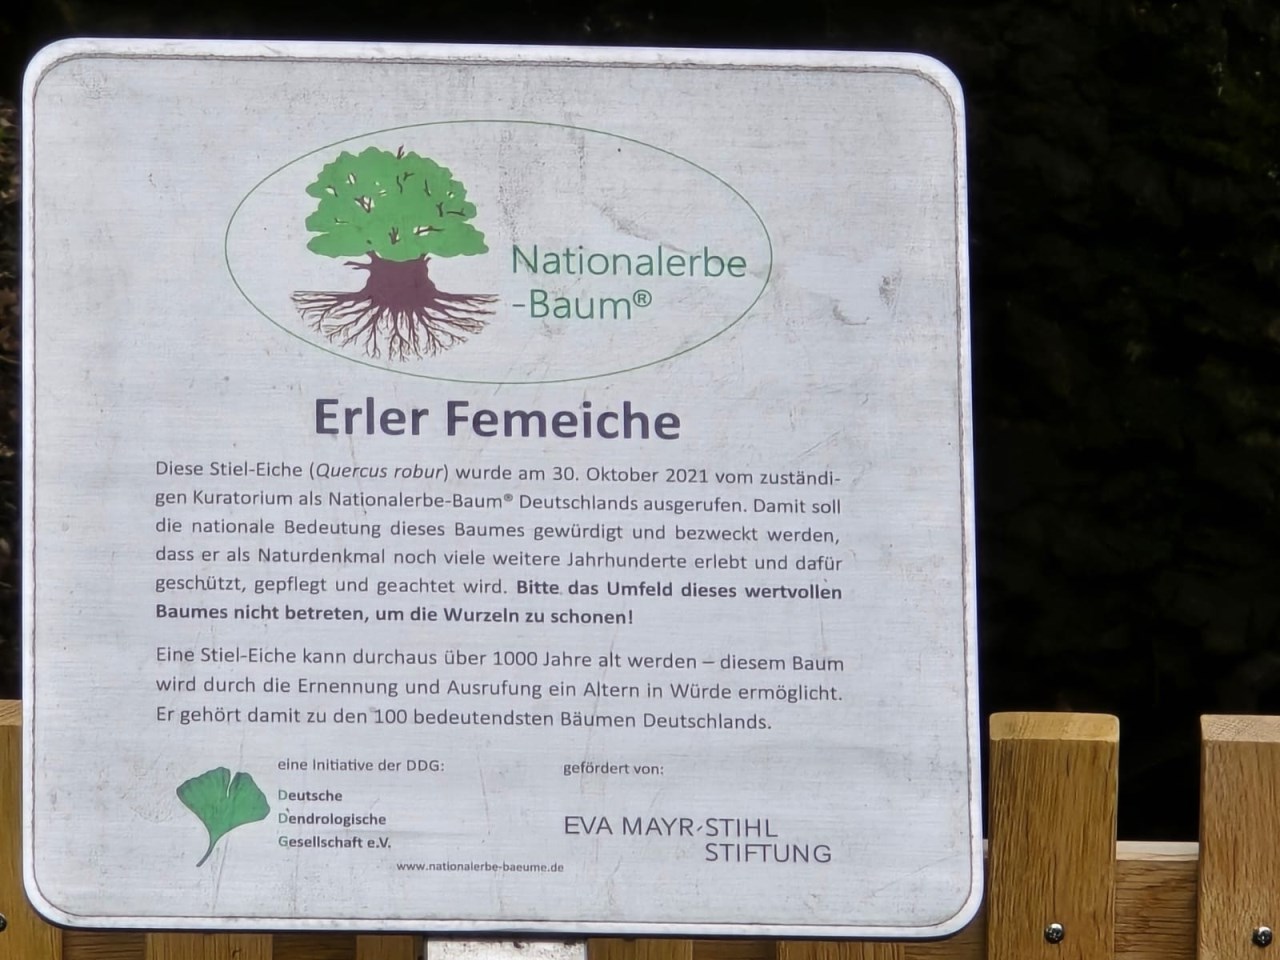 Nationalerbe
-Baum®
Erler Femeiche
Diese Stiel-Eiche (Quercus robur) wurde am 30. Oktober 2021 vom zuständi-
gen Kuratorium als Nationalerbe-Baum® Deutschlands ausgerufen. Damit soll
die nationale Bedeutung dieses Baumes gewürdigt und bezweckt werden,
dass er als Naturdenkmal noch viele weitere Jahrhunderte erlebt und dafür
geschützt, gepflegt und geachtet wird. Bitte das Umfeld dieses wertvollen
Baumes nicht betreten, um die Wurzeln zu schonen!
Eine Stiel-Eiche kann durchaus über 1000 Jahre alt werden – diesem Baum
wird durch die Ernennung und Ausrufung ein Altern in Würde ermöglicht.
Er gehört damit zu den 100 bedeutendsten Bäumen Deutschlands.
eine Initiative der DDG:
Deutsche
Dendrologische
Gesellschaft e.V.
gefördert von:
EVA MAYR-STIHL
STIFTUNG
www.nationalerbe-baeume.de